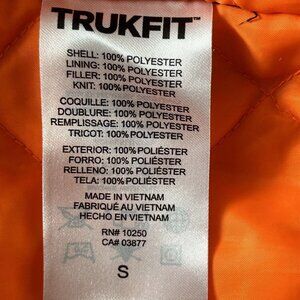 TRUKFIT™
SHELL: 100% POLYESTER
LINING: 100% POLYESTER
FILLER: 100% POLYESTER
KNIT: 100% POLYESTER
COQUILLE: 100% POLYESTER
DOUBLURE: 100% POLYESTER
REMPLISSAGE: 100% POLYESTER
TRICOT: 100% POLYESTER
EXTERIOR: 100% POLIÉSTER
FORRO: 100% POLIÉSTER
RELLENO: 100% POLIÉSTER
TELA: 100% POLIÉSTER
MADE IN VIETNAM
FABRIQUÉ AU VIETNAM
HECHO EN VIETNAM
RN# 10250
CA# 03877
S